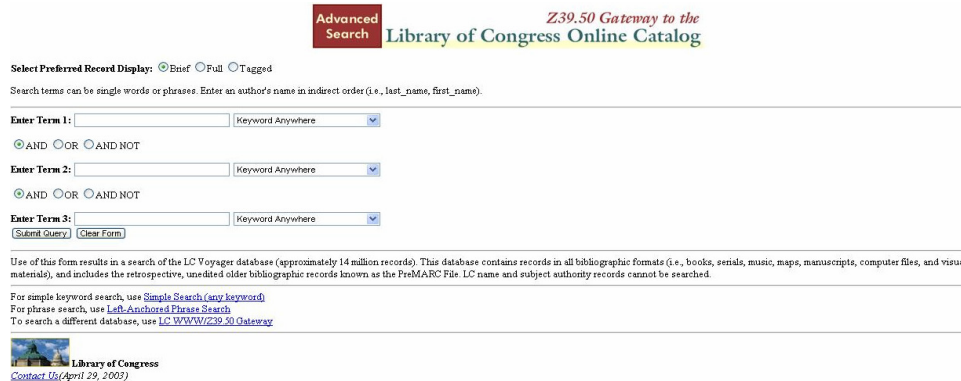 Advanced Search
Z39.50 Gateway to the
Library of Congress Online Catalog
Select Preferred Record Display: Brief Full Tagged
Search terms can be single words or phrases. Enter an author's name in indirect order (i.e., last_name, first_name).
Enter Term 1: Keyword Anywhere
AND OR AND NOT
Enter Term 2: Keyword Anywhere
AND OR AND NOT
Enter Term 3: Keyword Anywhere
Submit Query Clear Form
Use of this form results in a search of the LC Voyager database (approximately 14 million records). This database contains records in all bibliographic formats (i.e., books, serials, music, maps, manuscripts, computer files, and visu
materials), and includes the retrospective, unedited older bibliographic records known as the PreMARC File. LC name and subject authority records cannot be searched.
For simple keyword search, use Simple Search (any keyword)
For phrase search, use Left-Anchored Phrase Search
To search a different database, use LC WWW/Z39.50 Gateway
Library of Congress
Contact Us(April 29, 2003)